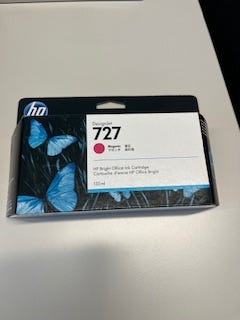 hp
DesignJet
727
Magenta
HP Bright Office Ink Cartridge
Cartouche d'encre HP Office Bright
130 ml